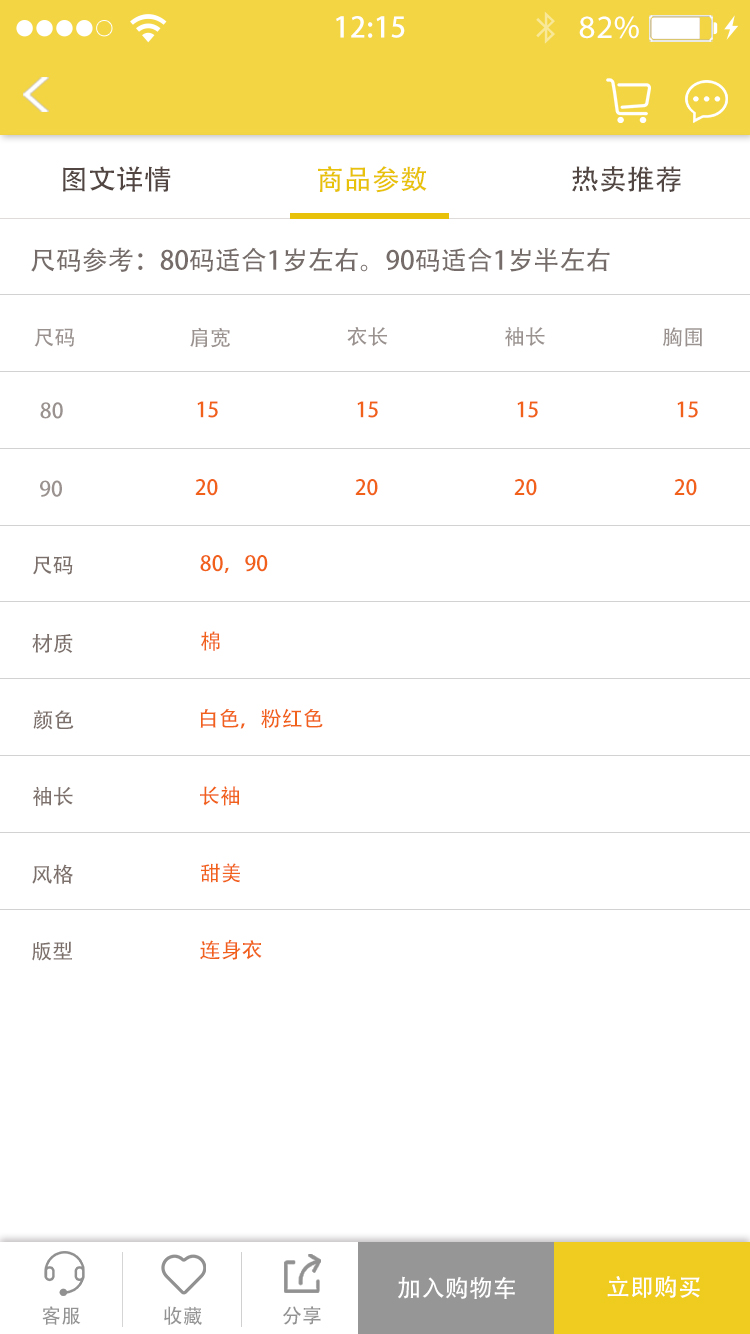 12:15 82%
图文详情 商品参数 热卖推荐
尺码参考：80码适合1岁左右。90码适合1岁半左右
尺码 肩宽 衣长 袖长 胸围
80 15 15 15 15
90 20 20 20 20
尺码 80，90
材质 棉
颜色 白色，粉红色
袖长 长袖
风格 甜美
版型 连身衣
客服 收藏 分享 加入购物车 立即购买